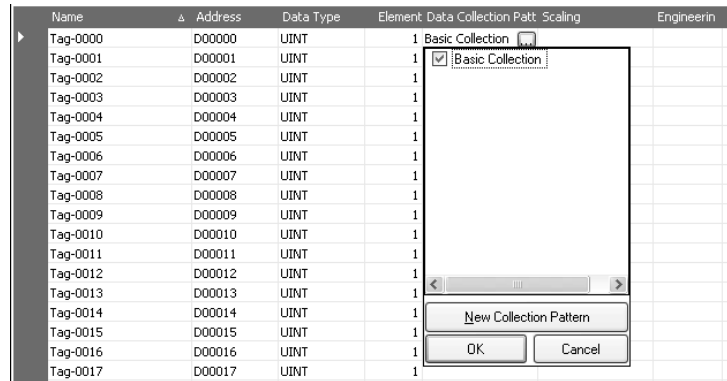 Name Address Data Type Element Data Collection Patt Scaling Engineerin
Tag-0000 D00000 UINT 1 Basic Collection ...
Tag-0001 D00001 UINT 1 Basic Collection
Tag-0002 D00002 UINT 1
Tag-0003 D00003 UINT 1
Tag-0004 D00004 UINT 1
Tag-0005 D00005 UINT 1
Tag-0006 D00006 UINT 1
Tag-0007 D00007 UINT 1
Tag-0008 D00008 UINT 1
Tag-0009 D00009 UINT 1
Tag-0010 D00010 UINT 1
Tag-0011 D00011 UINT 1
Tag-0012 D00012 UINT 1
Tag-0013 D00013 UINT 1
Tag-0014 D00014 UINT 1 New Collection Pattern
Tag-0015 D00015 UINT 1
Tag-0016 D00016 UINT 1 OK Cancel
Tag-0017 D00017 UINT 1